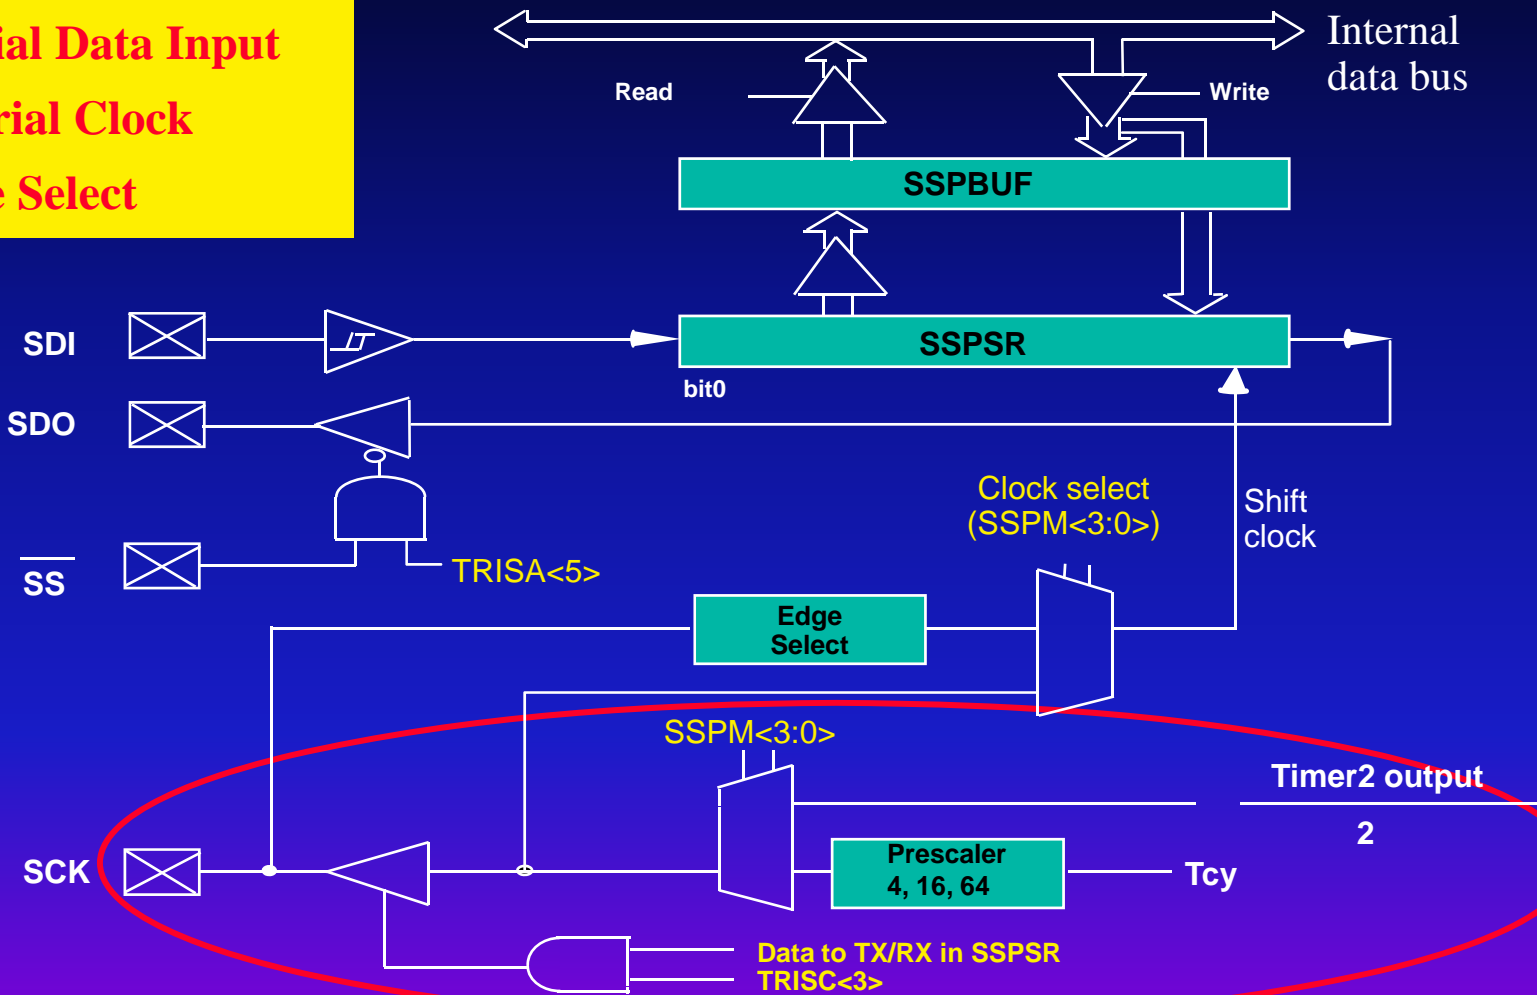 ial Data Input
rial Clock
e Select
Internal
data bus
Read
Write
SSPBUF
SDI
SSPSR
bit0
SDO
Clock select
(SSPM<3:0>)
Shift
clock
SS
TRISA<5>
Edge
Select
SSPM<3:0>
Timer2 output
2
SCK
Prescaler
4, 16, 64
Tcy
Data to TX/RX in SSPSR
TRISC<3>